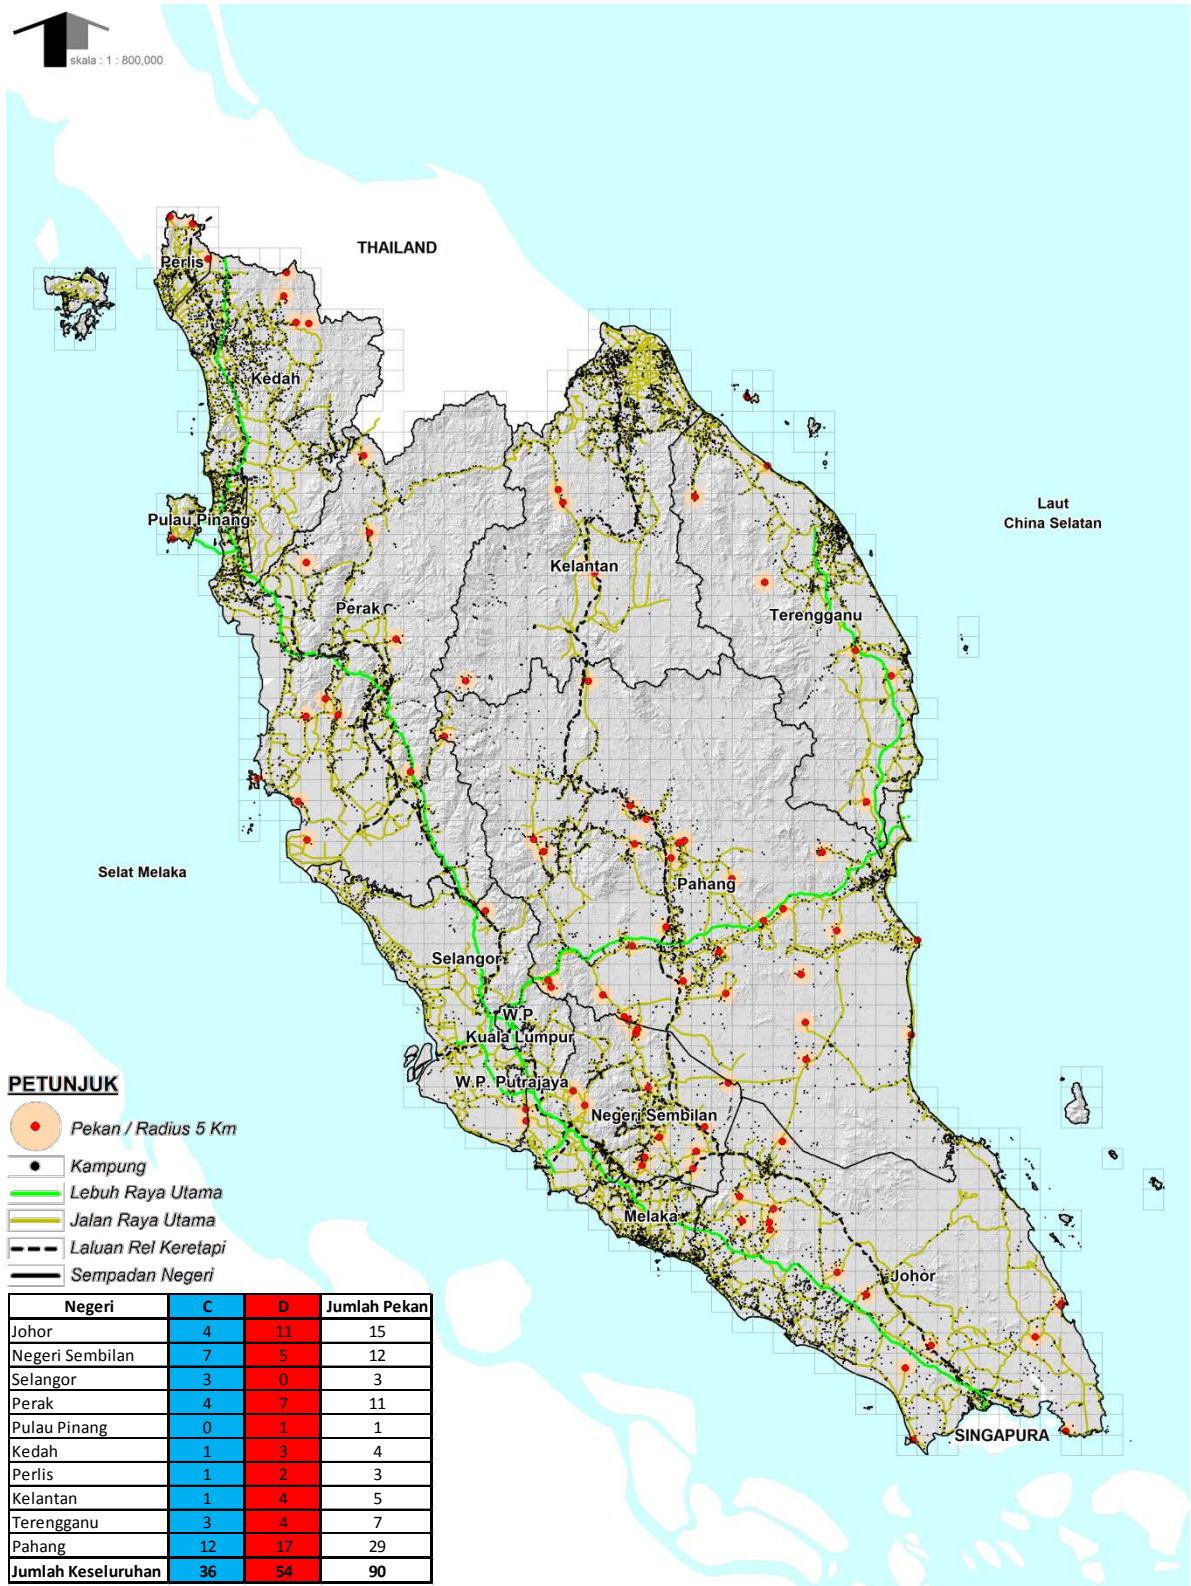 skala : 1 : 800,000
THAILAND
Perlis
Kedah
Pulau Pinang
Laut
China Selatan
Kelantan
Perak
Terengganu
Selat Melaka
Pahang
Selangor
W.P
Kuala Lumpur
W.P. Putrajaya
Negeri Sembilan
Melaka
Johor
SINGAPURA
PETUNJUK
Pekan / Radius 5 Km
Kampung
Lebuh Raya Utama
Jalan Raya Utama
Laluan Rel Keretapi
Sempadan Negeri
Negeri C D Jumlah Pekan
Johor 4 11 15
Negeri Sembilan 7 5 12
Selangor 3 0 3
Perak 4 7 11
Pulau Pinang 0 1 1
Kedah 1 3 4
Perlis 1 2 3
Kelantan 1 4 5
Terengganu 3 4 7
Pahang 12 17 29
Jumlah Keseluruhan 36 54 90